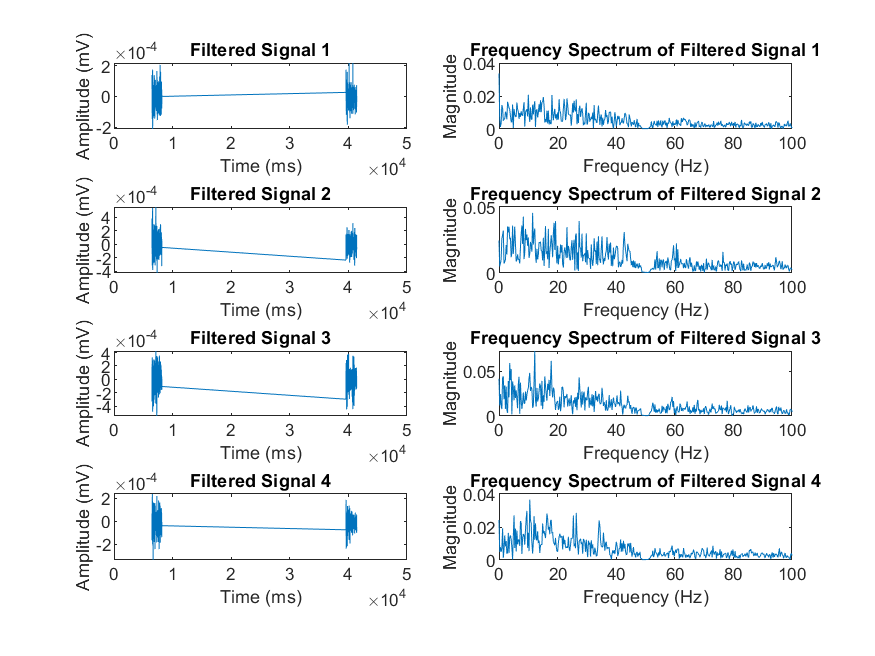 Filtered Signal 1
×10-4
Amplitude (mV)
2
0
-2
0 1 2 3 4 5
Time (ms)
×104
Frequency Spectrum of Filtered Signal 1
Magnitude
0.04
0.02
0
0 20 40 60 80 100
Frequency (Hz)
Filtered Signal 2
×10-4
Amplitude (mV)
4
2
0
-2
-4
0 1 2 3 4 5
Time (ms)
×104
Frequency Spectrum of Filtered Signal 2
Magnitude
0.05
0
0 20 40 60 80 100
Frequency (Hz)
Filtered Signal 3
×10-4
Amplitude (mV)
4
2
0
-2
-4
0 1 2 3 4 5
Time (ms)
×104
Frequency Spectrum of Filtered Signal 3
Magnitude
0.05
0
0 20 40 60 80 100
Frequency (Hz)
Filtered Signal 4
×10-4
Amplitude (mV)
2
0
-2
0 1 2 3 4 5
Time (ms)
×104
Frequency Spectrum of Filtered Signal 4
Magnitude
0.04
0.02
0
0 20 40 60 80 100
Frequency (Hz)